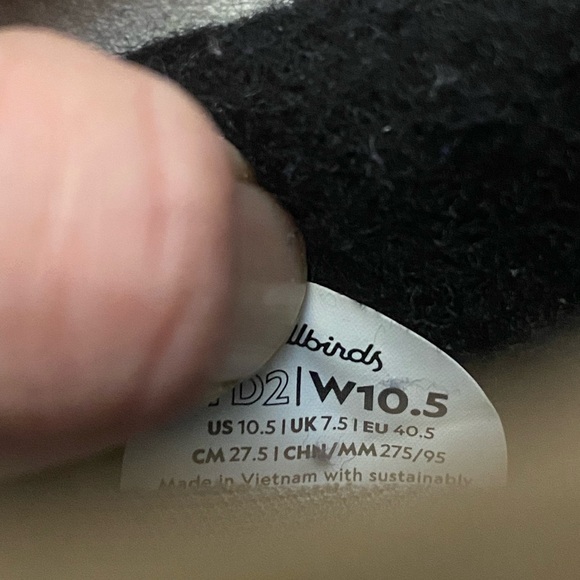 llbirds
D2 | W10.5
US 10.5 | UK 7.5 | EU 40.5
CM 27.5 | CHN/MM 275/95
Made in Vietnam with sustainably